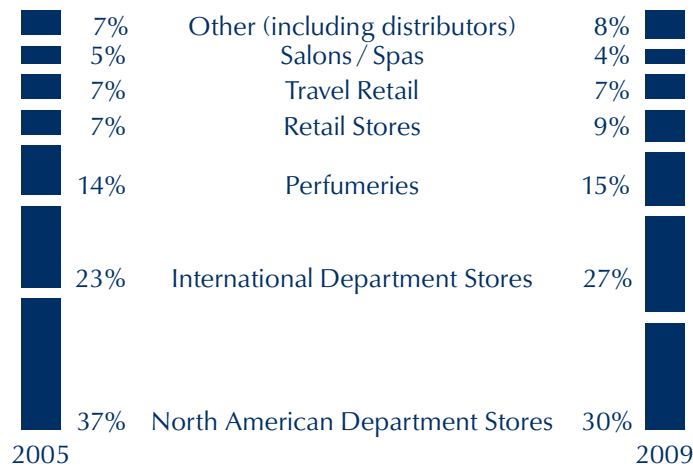 7% Other (including distributors) 8%
5% Salons / Spas 4%
7% Travel Retail 7%
7% Retail Stores 9%
14% Perfumeries 15%
23% International Department Stores 27%
37% North American Department Stores 30%
2005 2009